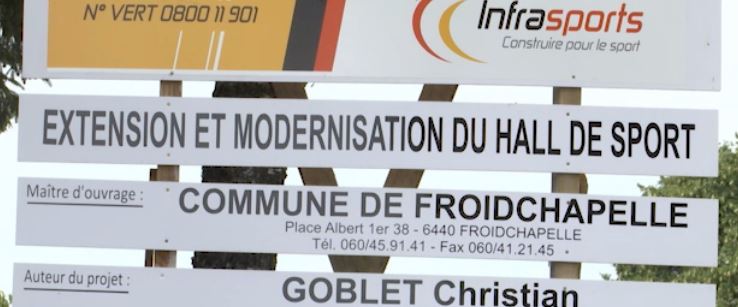 N° VERT 0800 11 901
Infrasports
Construire pour le sport
EXTENSION ET MODERNISATION DU HALL DE SPORT
Maître d'ouvrage :
COMMUNE DE FROIDCHAPELLE
Place Albert 1er 38 - 6440 FROIDCHAPELLE
Tél. 060/45.91.41 - Fax 060/41.21.45
Auteur du projet :
GOBLET Christian